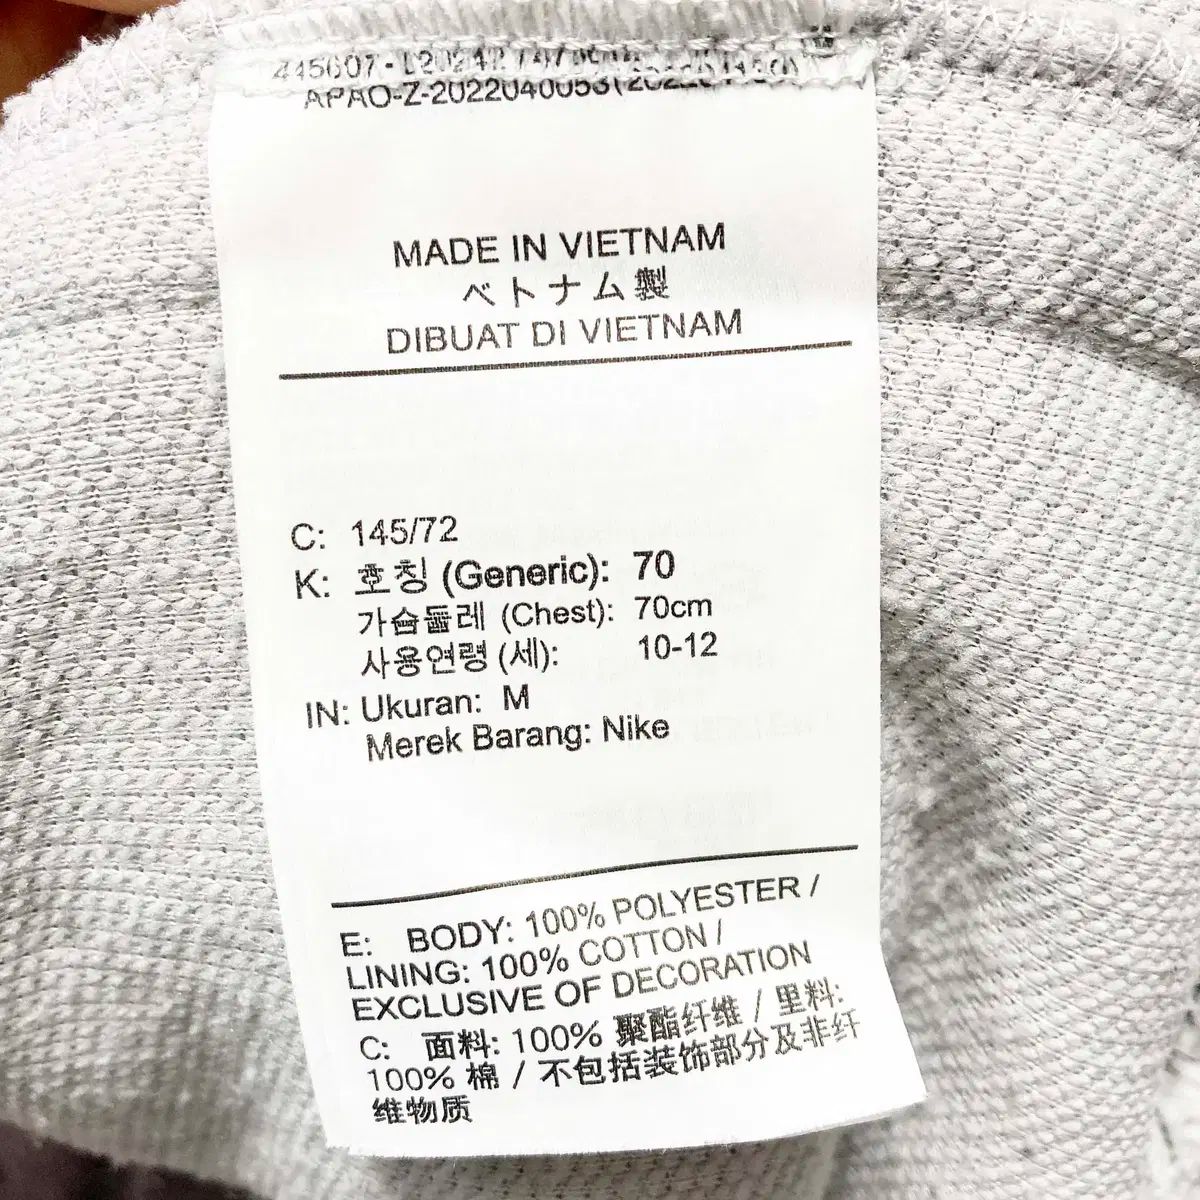 MADE IN VIETNAM
ベトナム製
DIBUAT DI VIETNAM
C: 145/72
K: 호칭 (Generic): 70
가슴둘레 (Chest): 70cm
사용연령 (세): 10-12
IN: Ukuran: M
Merek Barang: Nike
E: BODY: 100% POLYESTER /
LINING: 100% COTTON /
EXCLUSIVE OF DECORATION
C: 面料: 100% 聚酯纤维 / 里料:
100% 棉 / 不包括装饰部分及非纤
维物质